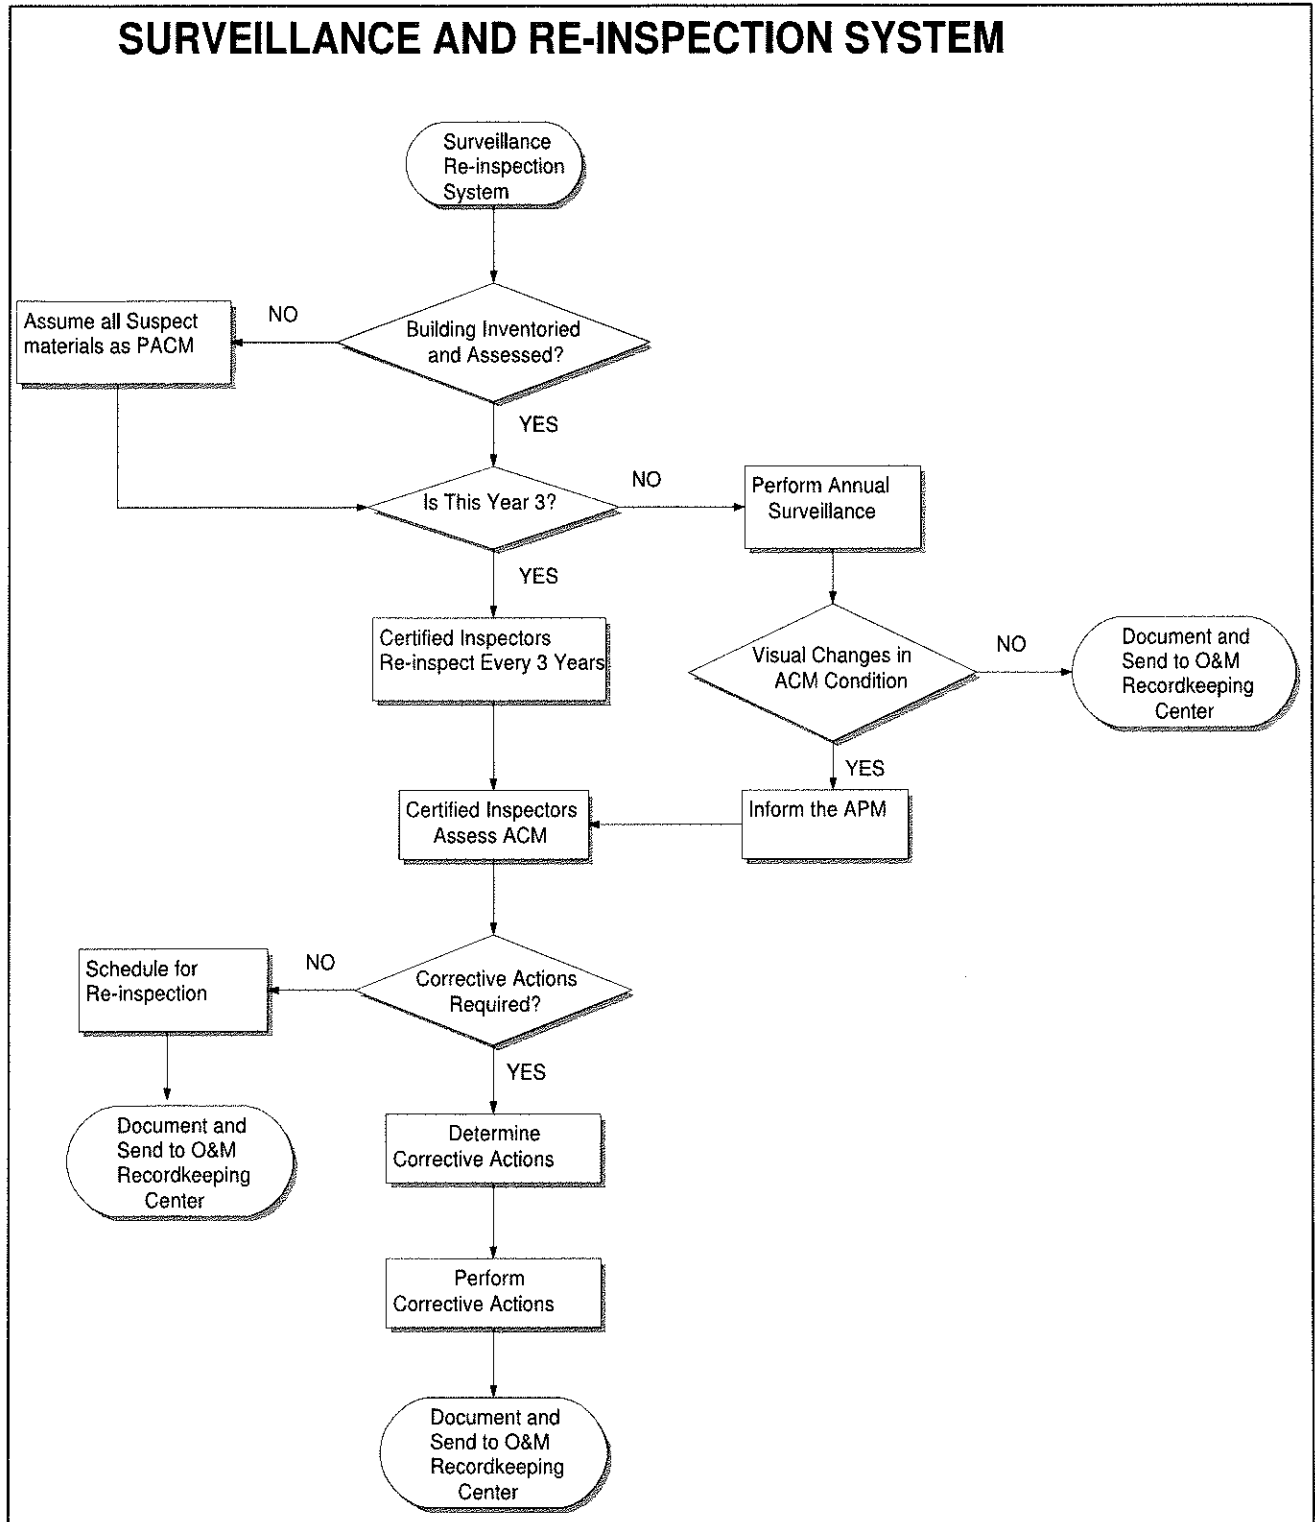 SURVEILLANCE AND RE-INSPECTION SYSTEM
Surveillance
Re-inspection
System
NO
Assume all Suspect
materials as PACM
Building Inventoried
and Assessed?
YES
Is This Year 3?
NO
Perform Annual
Surveillance
YES
Certified Inspectors
Re-inspect Every 3 Years
Visual Changes in
ACM Condition
NO
Document and
Send to O&M
Recordkeeping
Center
YES
Certified Inspectors
Assess ACM
Inform the APM
Schedule for
Re-inspection
NO
Corrective Actions
Required?
YES
Document and
Send to O&M
Recordkeeping
Center
Determine
Corrective Actions
Perform
Corrective Actions
Document and
Send to O&M
Recordkeeping
Center